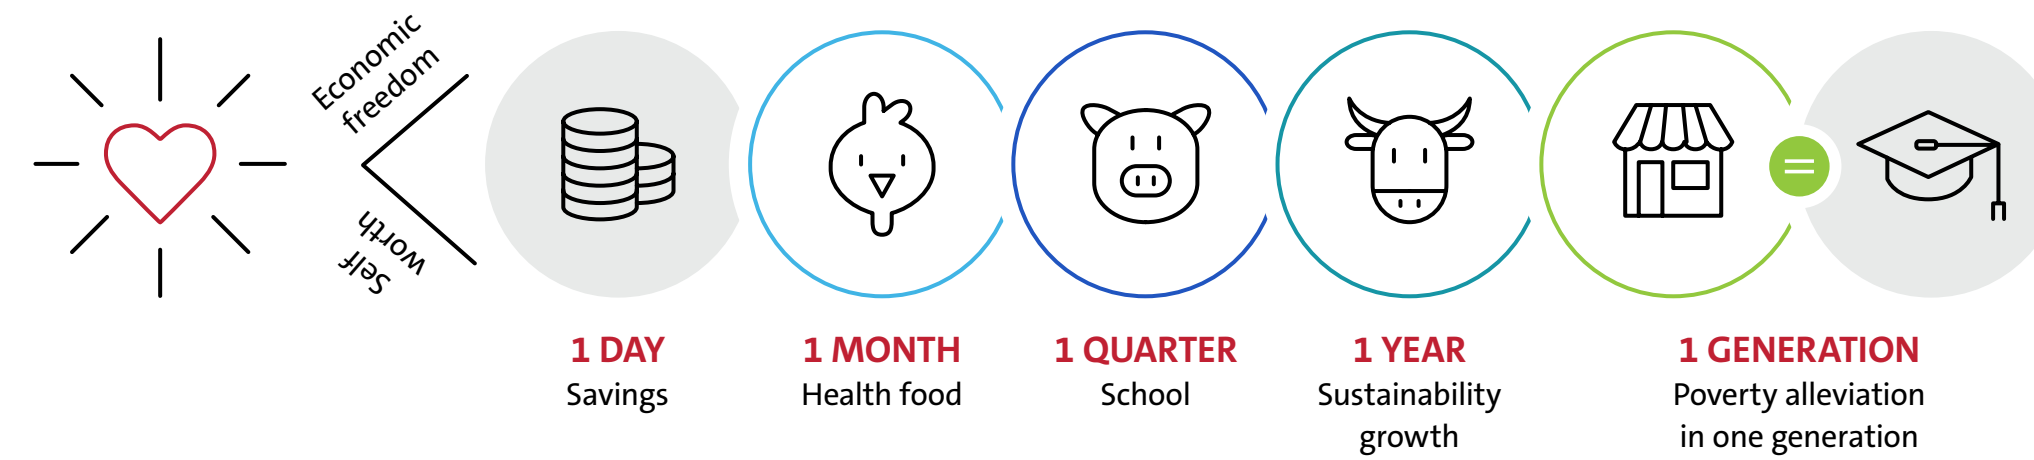 Economic
freedom
Self
worth
1 DAY
Savings
1 MONTH
Health food
1 QUARTER
School
1 YEAR
Sustainability
growth
1 GENERATION
Poverty alleviation
in one generation